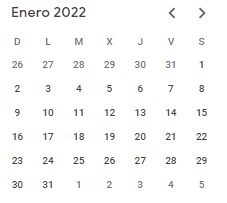 Enero 2022
D L M X J V S
26 27 28 29 30 31 1
2 3 4 5 6 7 8
9 10 11 12 13 14 15
16 17 18 19 20 21 22
23 24 25 26 27 28 29
30 31 1 2 3 4 5